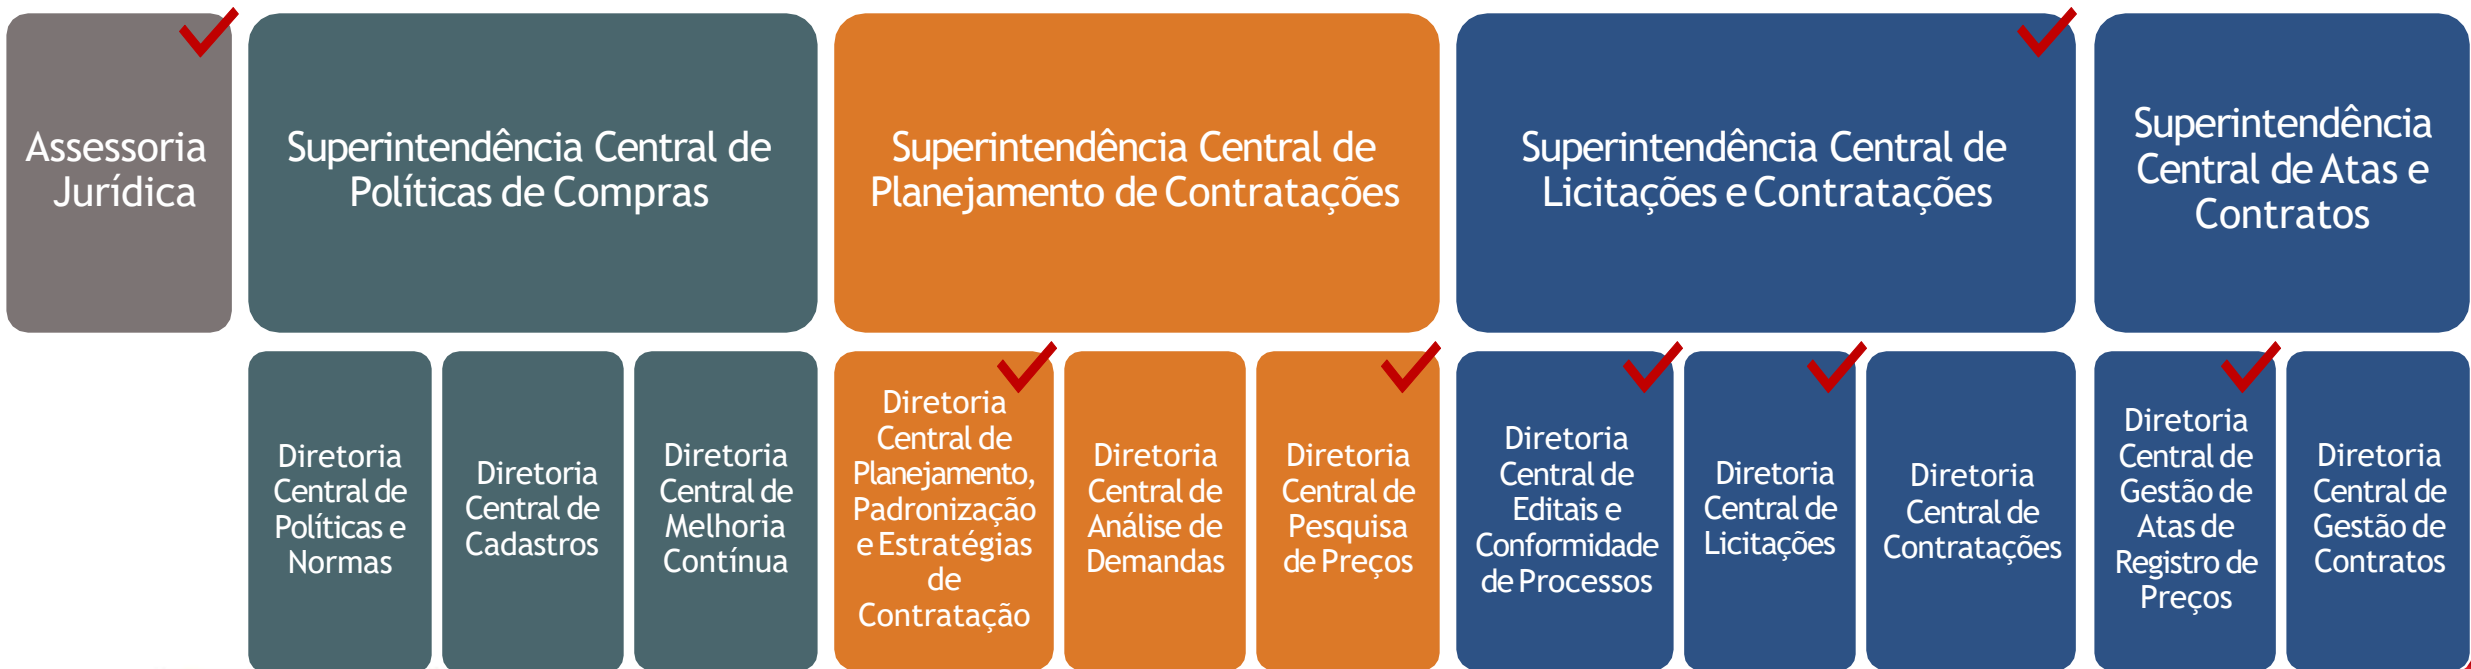 Assessoria
Jurídica
Superintendência Central de
Políticas de Compras
Superintendência Central de
Planejamento de Contratações
Superintendência Central de
Licitações e Contratações
Superintendência
Central de Atas e
Contratos
Diretoria
Central de
Políticas e
Normas
Diretoria
Central de
Cadastros
Diretoria
Central de
Melhoria
Contínua
Diretoria
Central de
Planejamento,
Padronização
e Estratégias
de
Contratação
Diretoria
Central de
Análise de
Demandas
Diretoria
Central de
Pesquisa
de Preços
Diretoria
Central de
Editais e
Conformidade
de Processos
Diretoria
Central de
Licitações
Diretoria
Central de
Contratações
Diretoria
Central de
Gestão de
Atas de
Registro de
Preços
Diretoria
Central de
Gestão de
Contratos